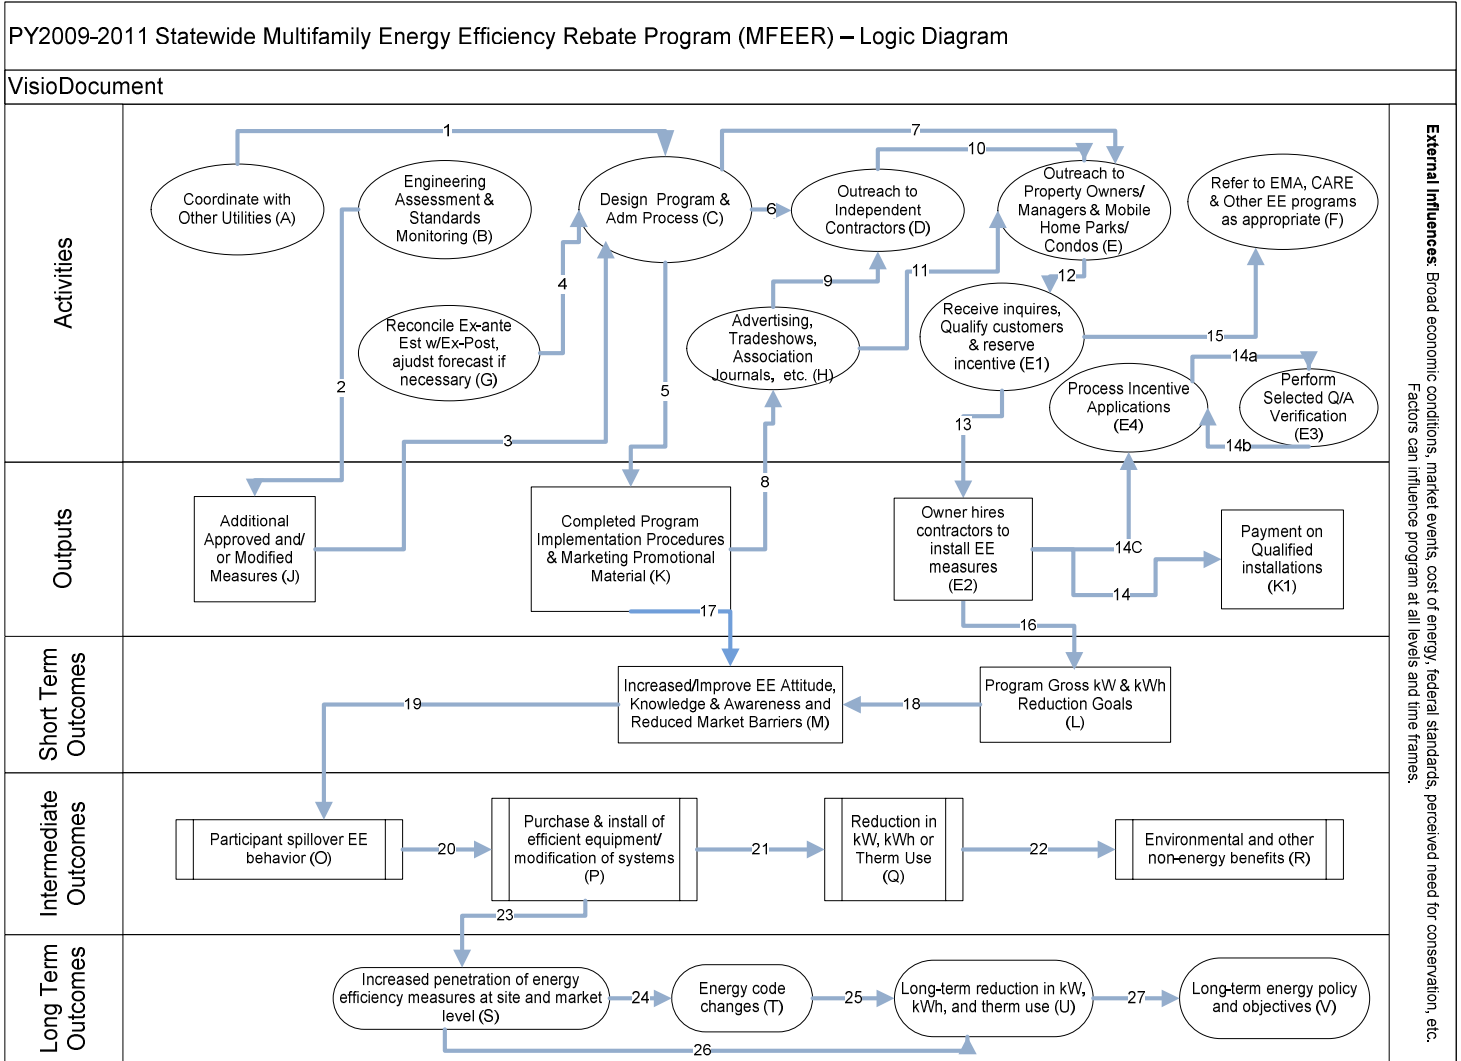 PY2009-2011 Statewide Multifamily Energy Efficiency Rebate Program (MFEER) – Logic Diagram
VisioDocument
Activities
1
7
10
Coordinate with
Other Utilities (A)
Engineering
Assessment &
Standards
Monitoring (B)
Design Program &
Adm Process (C)
6
Outreach to
Independent
Contractors (D)
Outreach to
Property Owners/
Managers & Mobile
Home Parks/
Condos (E)
Refer to EMA, CARE
& Other EE programs
as appropriate (F)
4
9
11
12
Reconcile Ex-ante
Est w/Ex-Post,
ajudst forecast if
necessary (G)
Advertising,
Tradeshows,
Association
Journals, etc. (H)
Receive inquires,
Qualify customers
& reserve
incentive (E1)
15
2
5
14a
Process Incentive
Applications
(E4)
Perform
Selected Q/A
Verification
(E3)
13
3
14b
Outputs
8
Additional
Approved and/
or Modified
Measures (J)
Completed Program
Implementation Procedures
& Marketing Promotional
Material (K)
Owner hires
contractors to
install EE
measures
(E2)
14C
14
Payment on
Qualified
installations
(K1)
17
16
Short Term
Outcomes
19
Increased/Improve EE Attitude,
Knowledge & Awareness and
Reduced Market Barriers (M)
18
Program Gross kW & kWh
Reduction Goals
(L)
Intermediate
Outcomes
Participant spillover EE
behavior (O)
20
Purchase & install of
efficient equipment/
modification of systems
(P)
21
Reduction in
kW, kWh or
Therm Use
(Q)
22
Environmental and other
non-energy benefits (R)
23
Long Term
Outcomes
Increased penetration of energy
efficiency measures at site and market
level (S)
24
Energy code
changes (T)
25
Long-term reduction in kW,
kWh, and therm use (U)
27
Long-term energy policy
and objectives (V)
26
External Influences: Broad economic conditions, market events, cost of energy, federal standards, perceived need for conservation, etc.
Factors can influence program at all levels and time frames.